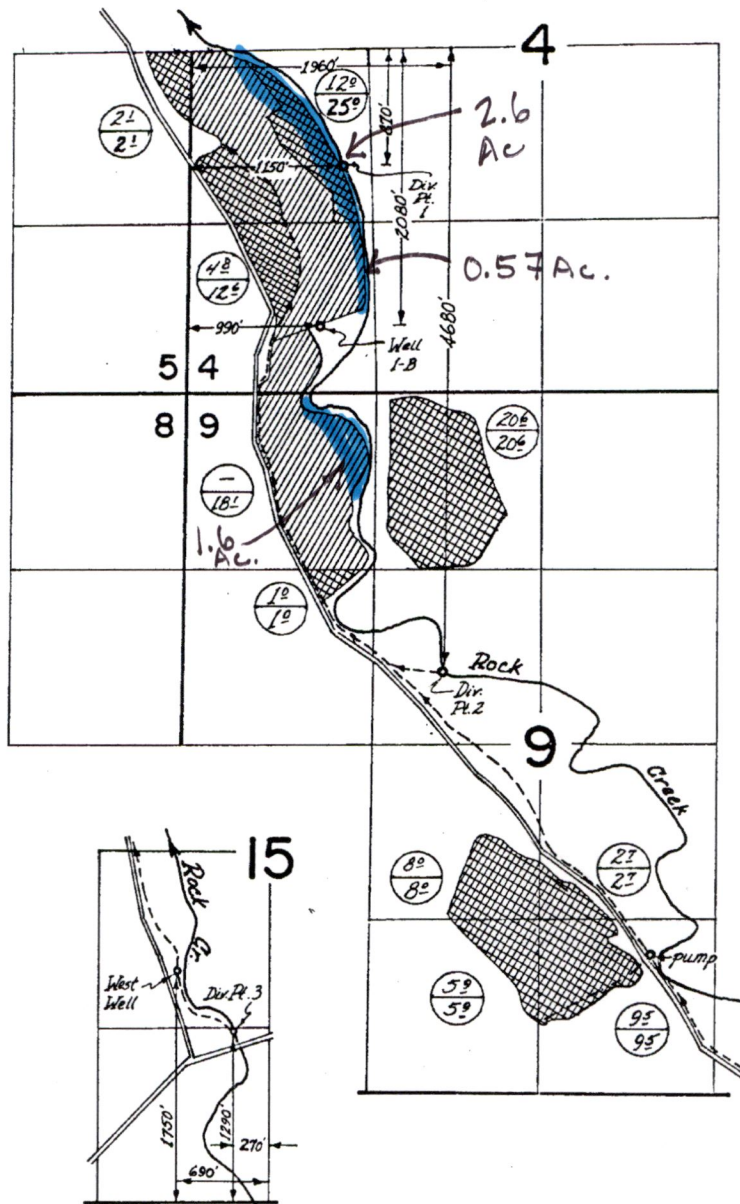 4
1960'
12.0
25.0
870'
2.6
Ac
2.1
2.1
1150'
Div.
Pt.
1
2080'
4.8
12.6
0.57 Ac.
4680'
990'
Well
1-B
5 4
8 9
20.6
20.6
—
18.1
1.6
Ac.
1.0
1.0
Rock
Div.
Pt.2
9
Creek
15
8.0
8.0
2.7
2.7
Rock
Cr.
pump
West
Well
Div. Pt. 3
5.9
5.9
9.5
9.5
1750'
1290'
270'
690'